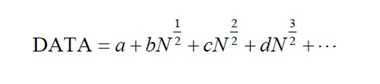 DATA = a + bN^{1/2} + cN^{2/2} + dN^{3/2} + ⋯